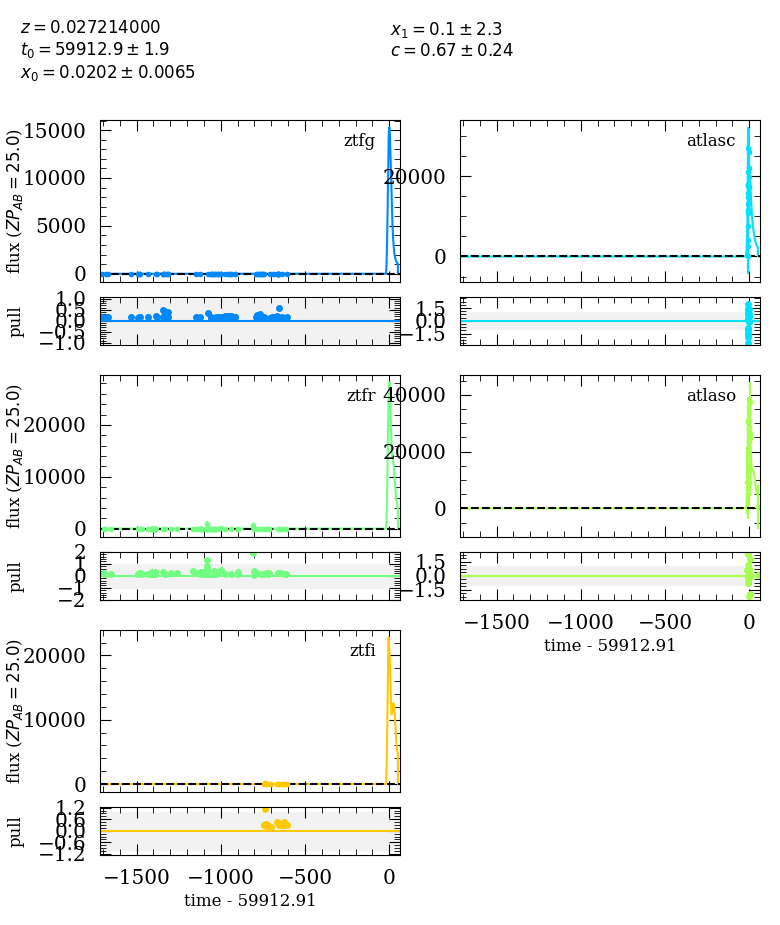 z = 0.027214000
t₀ = 59912.9 ± 1.9
x₀ = 0.0202 ± 0.0065
x₁ = 0.1 ± 2.3
c = 0.67 ± 0.24
ztfg
15000
10000
5000
0
flux (ZP_AB = 25.0)
1.0
0.5
0.0
−0.5
−1.0
pull
atlasc
20000
0
1.5
0.0
−1.5
ztfr
20000
10000
0
flux (ZP_AB = 25.0)
2
1
0
−1
−2
pull
atlaso
40000
20000
0
1.5
0.0
−1.5
−1500 −1000 −500 0
time - 59912.91
ztfi
20000
10000
0
flux (ZP_AB = 25.0)
1.2
0.6
0.0
−0.6
−1.2
pull
−1500 −1000 −500 0
time - 59912.91